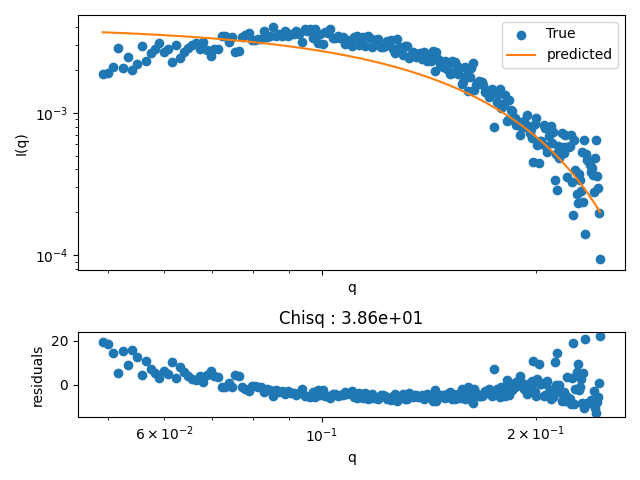 True
predicted
10⁻³
10⁻⁴
I(q)
q
Chisq : 3.86e+01
20
0
residuals
6 × 10⁻²
10⁻¹
2 × 10⁻¹
q